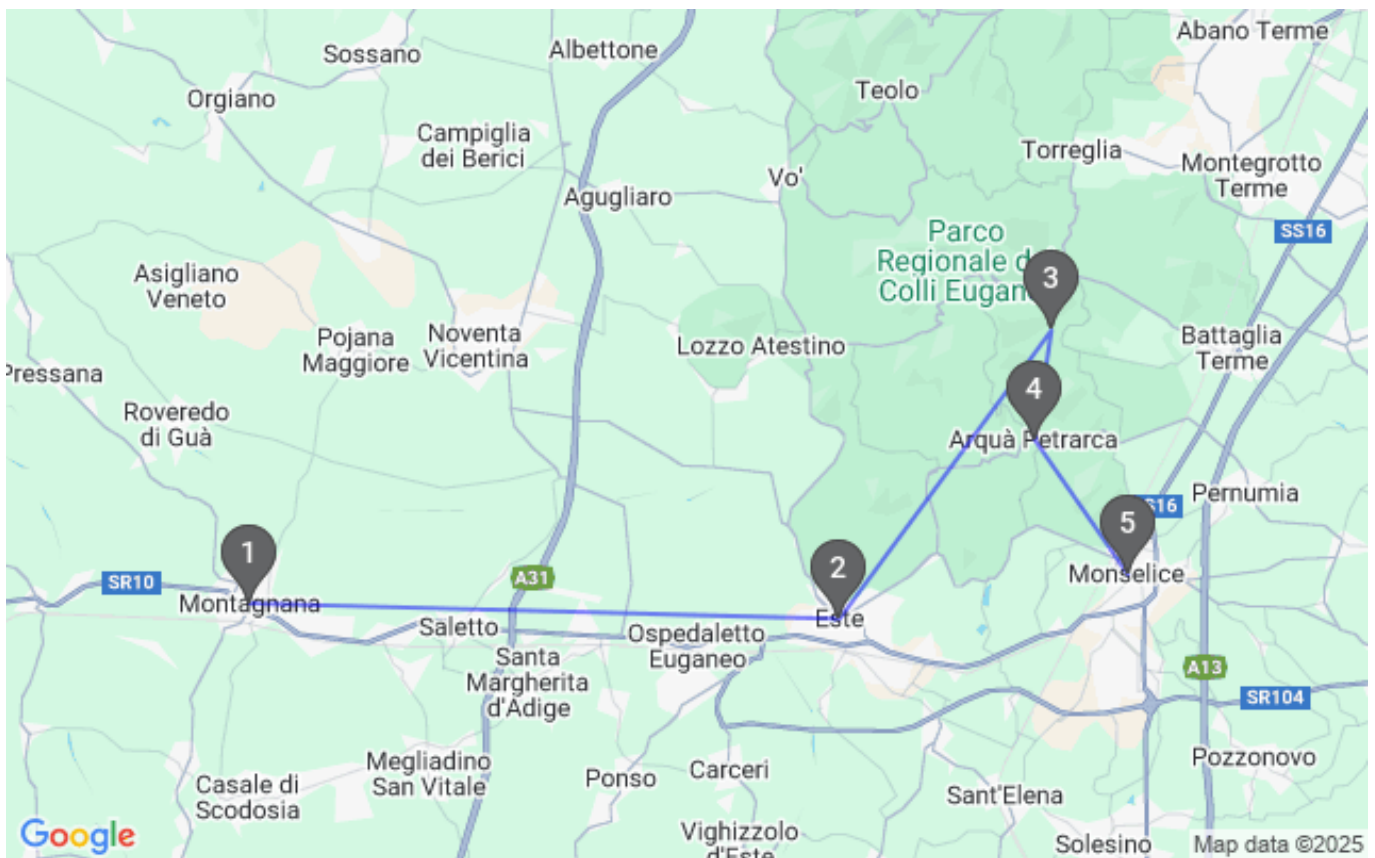 Abano Terme
Sossano
Albettone
Teolo
Orgiano
Campiglia
dei Berici
Torreglia
Montegrotto
Terme
Vo'
Agugliaro
SS16
Parco
Regionale d
Colli Eugan
3
Asigliano
Veneto
Pojana
Maggiore
Noventa
Vicentina
Lozzo Atestino
Battaglia
Terme
Pressana
4
Roveredo
di Guà
Arquà Petrarca
Pernumia
S16
5
1
2
SR10
A31
Monselice
Montagnana
Este
Saletto
Ospedaletto
Euganeo
Santa
Margherita
d'Adige
A13
SR104
Megliadino
San Vitale
Casale di
Scodosia
Ponso
Carceri
Pozzonovo
Sant'Elena
Vighizzolo
d'Este
Solesino
Google
Map data ©2025